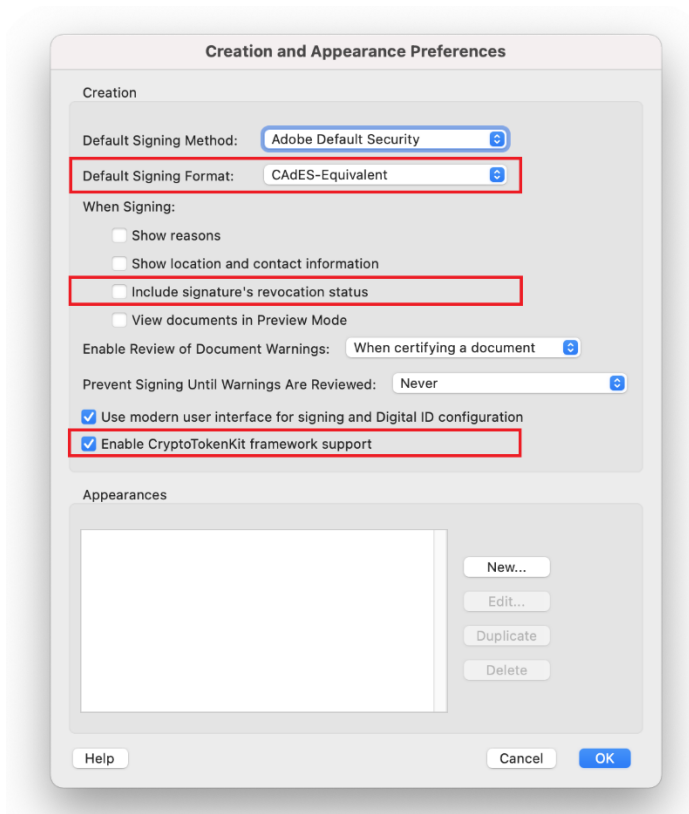 Creation and Appearance Preferences
Creation
Default Signing Method: Adobe Default Security
Default Signing Format: CAdES-Equivalent
When Signing:
Show reasons
Show location and contact information
Include signature's revocation status
View documents in Preview Mode
Enable Review of Document Warnings: When certifying a document
Prevent Signing Until Warnings Are Reviewed: Never
Use modern user interface for signing and Digital ID configuration
Enable CryptoTokenKit framework support
Appearances
New...
Edit...
Duplicate
Delete
Help Cancel OK